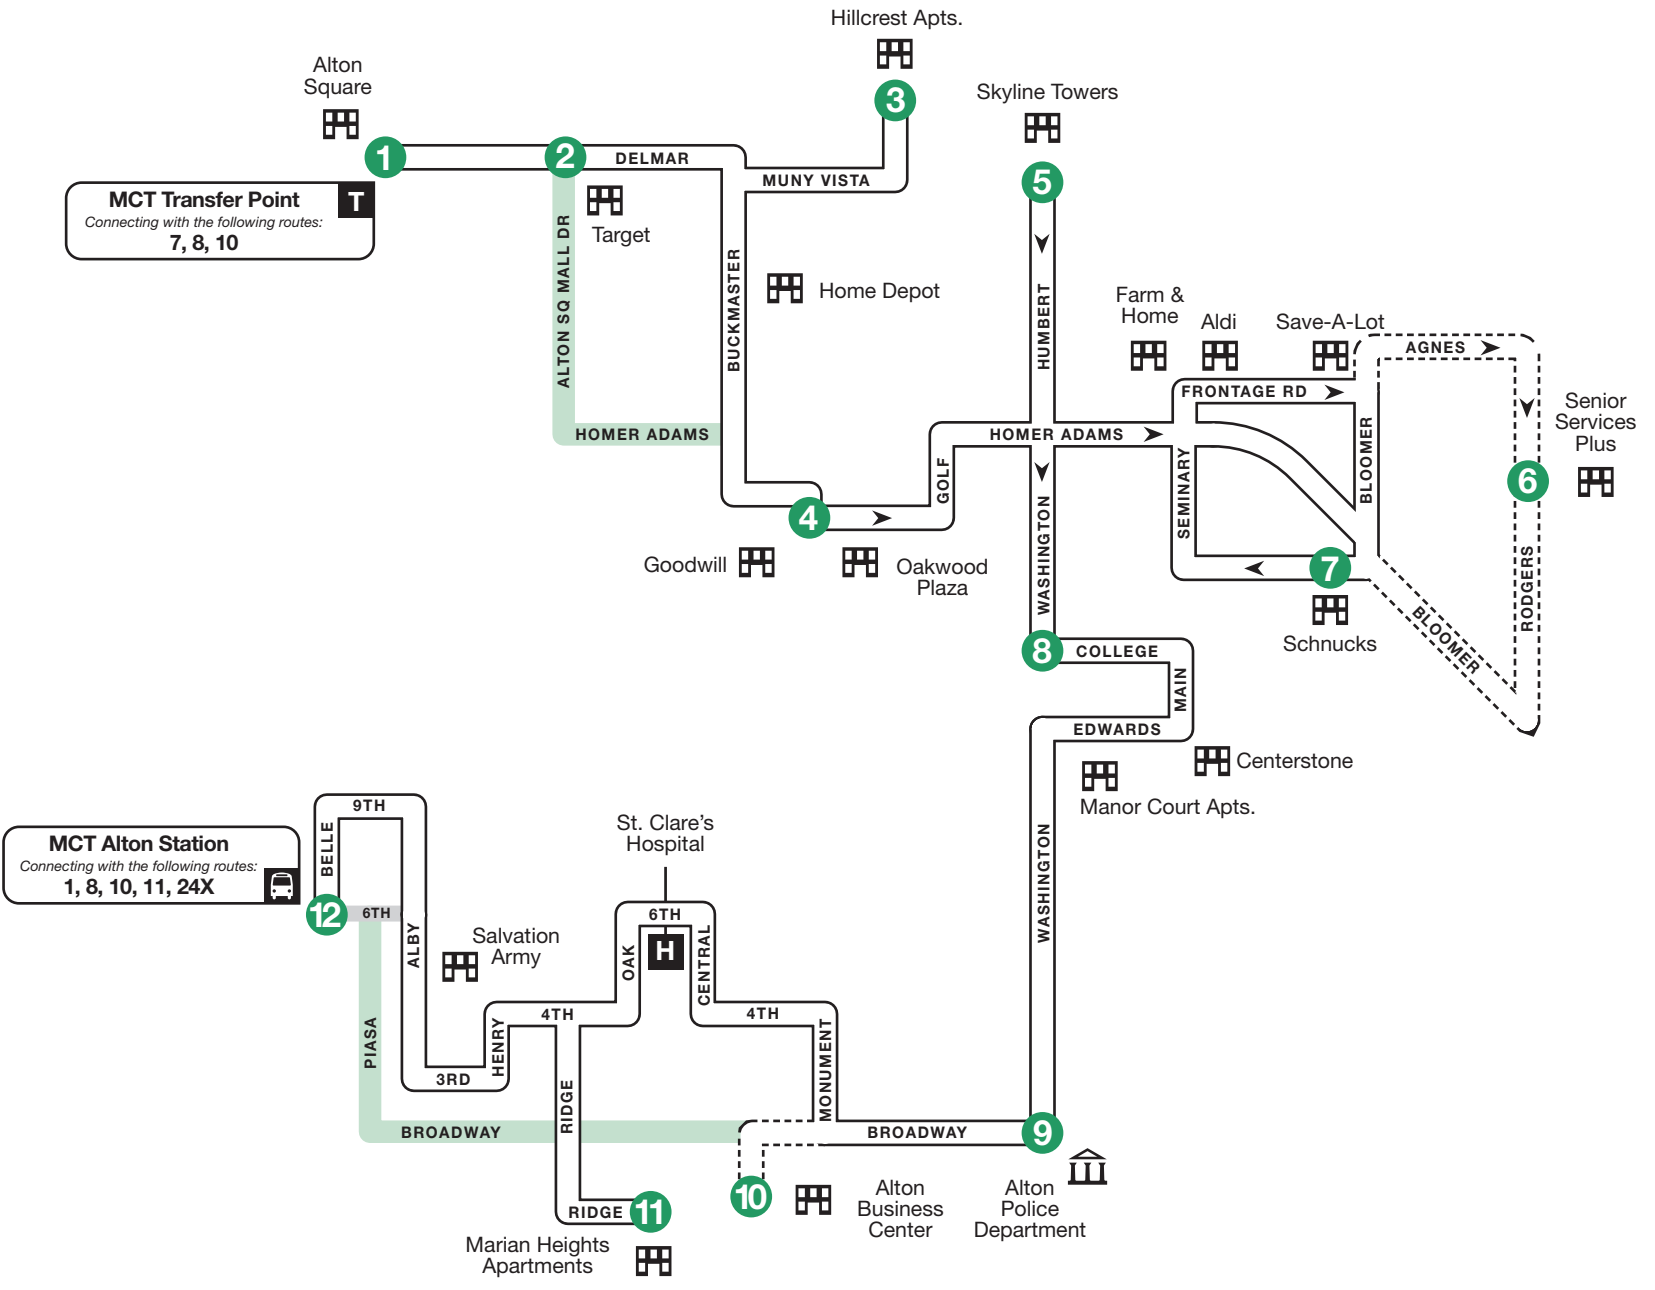 Hillcrest Apts.
3
Alton
Square
Skyline Towers
1
2
DELMAR
MUNY VISTA
5
MCT Transfer Point
T
Connecting with the following routes:
7, 8, 10
ALTON SQ MALL DR
Target
BUCKMASTER
Home Depot
HUMBERT
Farm &
Home
Aldi
Save-A-Lot
AGNES
FRONTAGE RD
Senior
Services
Plus
HOMER ADAMS
HOMER ADAMS
GOLF
SEMINARY
BLOOMER
6
4
Goodwill
Oakwood
Plaza
WASHINGTON
7
Schnucks
RODGERS
BLOOMER
8
COLLEGE
MAIN
EDWARDS
Centerstone
Manor Court Apts.
9TH
BELLE
MCT Alton Station
Connecting with the following routes:
1, 8, 10, 11, 24X
St. Clare's
Hospital
WASHINGTON
12
6TH
6TH
ALBY
Salvation
Army
OAK
H
CENTRAL
4TH
4TH
PIASA
HENRY
MONUMENT
3RD
RIDGE
BROADWAY
BROADWAY
9
10
Alton
Business
Center
Alton
Police
Department
RIDGE
11
Marian Heights
Apartments